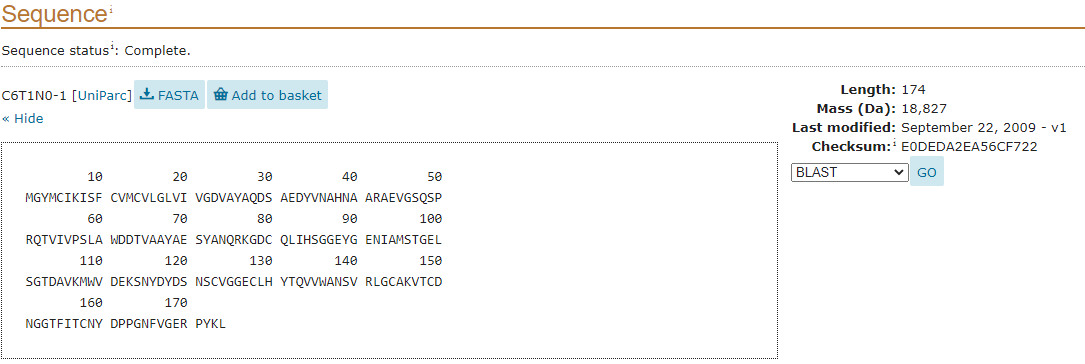 Sequence i
Sequence status i: Complete.
C6T1N0-1 [UniParc] FASTA Add to basket
« Hide
Length: 174
Mass (Da): 18,827
Last modified: September 22, 2009 - v1
Checksum: i E0DEDA2EA56CF722
BLAST GO
10 20 30 40 50
MGYMCIKISF CVMCVLGLVI VGDVAYAQDS AEDYVNAHNA ARAEVGSQSP
60 70 80 90 100
RQTVIVPSLA WDDTVAAYAE SYANQRKGDC QLIHSGGEYG ENIAMSTGEL
110 120 130 140 150
SGTDAVKMWV DEKSNYDYDS NSCVGGECLH YTQVVWANSV RLGCAKVTCD
160 170
NGGTFITCNY DPPGNFVGER PYKL